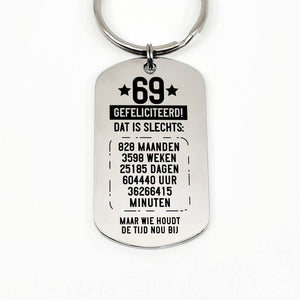 ★69★
GEFELICITEERD!
DAT IS SLECHTS:
828 MAANDEN
3598 WEKEN
25185 DAGEN
604440 UUR
36266415
MINUTEN
MAAR WIE HOUDT
DE TIJD NOU BIJ